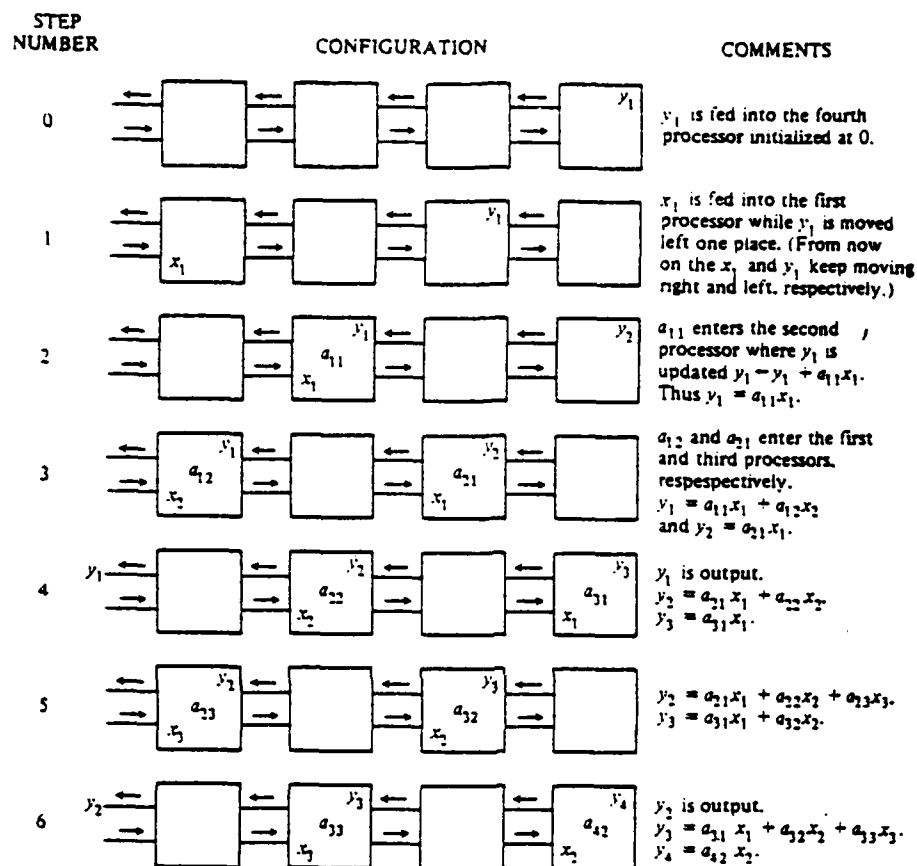 STEP
NUMBER
CONFIGURATION
COMMENTS
0
y₁
y₁ is fed into the fourth
processor initialized at 0.
1
x₁
y₁
x₁ is fed into the first
processor while y₁ is moved
left one place. (From now
on the x₁ and y₁ keep moving
right and left, respectively.)
2
y₁
a₁₁
x₁
y₂
a₁₁ enters the second
processor where y₁ is
updated y₁ ← y₁ + a₁₁x₁.
Thus y₁ = a₁₁x₁.
3
y₁
a₁₂
x₂
y₂
a₂₁
x₁
a₁₂ and a₂₁ enter the first
and third processors,
respespectively.
y₁ = a₁₁x₁ + a₁₂x₂
and y₂ = a₂₁x₁.
4
y₁
y₂
a₂₂
x₂
y₃
a₃₁
x₁
y₁ is output.
y₂ = a₂₁x₁ + a₂₂x₂.
y₃ = a₃₁x₁.
5
y₂
a₂₃
x₃
y₃
a₃₂
x₂
y₂ = a₂₁x₁ + a₂₂x₂ + a₂₃x₃.
y₃ = a₃₁x₁ + a₃₂x₂.
6
y₂
y₃
a₃₃
x₃
y₄
a₄₂
x₂
y₂ is output.
y₃ = a₃₁ x₁ + a₃₂x₂ + a₃₃x₃.
y₄ = a₄₂ x₂.